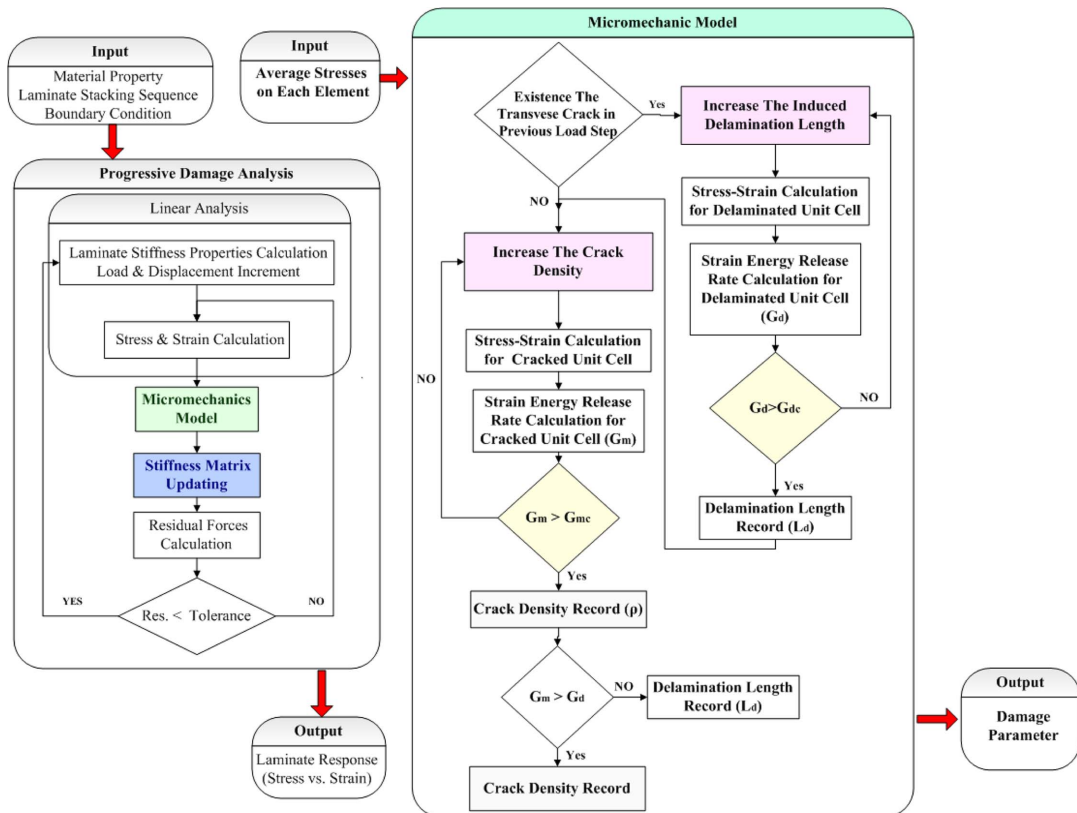 Input
Material Property
Laminate Stacking Sequence
Boundary Condition
Progressive Damage Analysis
Linear Analysis
Laminate Stiffness Properties Calculation
Load & Displacement Increment
Stress & Strain Calculation
Micromechanics
Model
Stiffness Matrix
Updating
Residual Forces
Calculation
YES
Res. < Tolerance
NO
Output
Laminate Response
(Stress vs. Strain)
Input
Average Stresses
on Each Element
Micromechanic Model
Existence The
Transvese Crack in
Previous Load Step
Yes
NO
Increase The Induced
Delamination Length
Stress-Strain Calculation
for Delaminated Unit Cell
Strain Energy Release
Rate Calculation for
Delaminated Unit Cell
(Gd)
Gd>Gdc
NO
Yes
Delamination Length
Record (Ld)
Increase The Crack
Density
Stress-Strain Calculation
for Cracked Unit Cell
NO
Strain Energy Release
Rate Calculation for
Cracked Unit Cell (Gm)
Gm > Gmc
Yes
Crack Density Record (ρ)
Gm > Gd
NO
Delamination Length
Record (Ld)
Yes
Crack Density Record
Output
Damage
Parameter